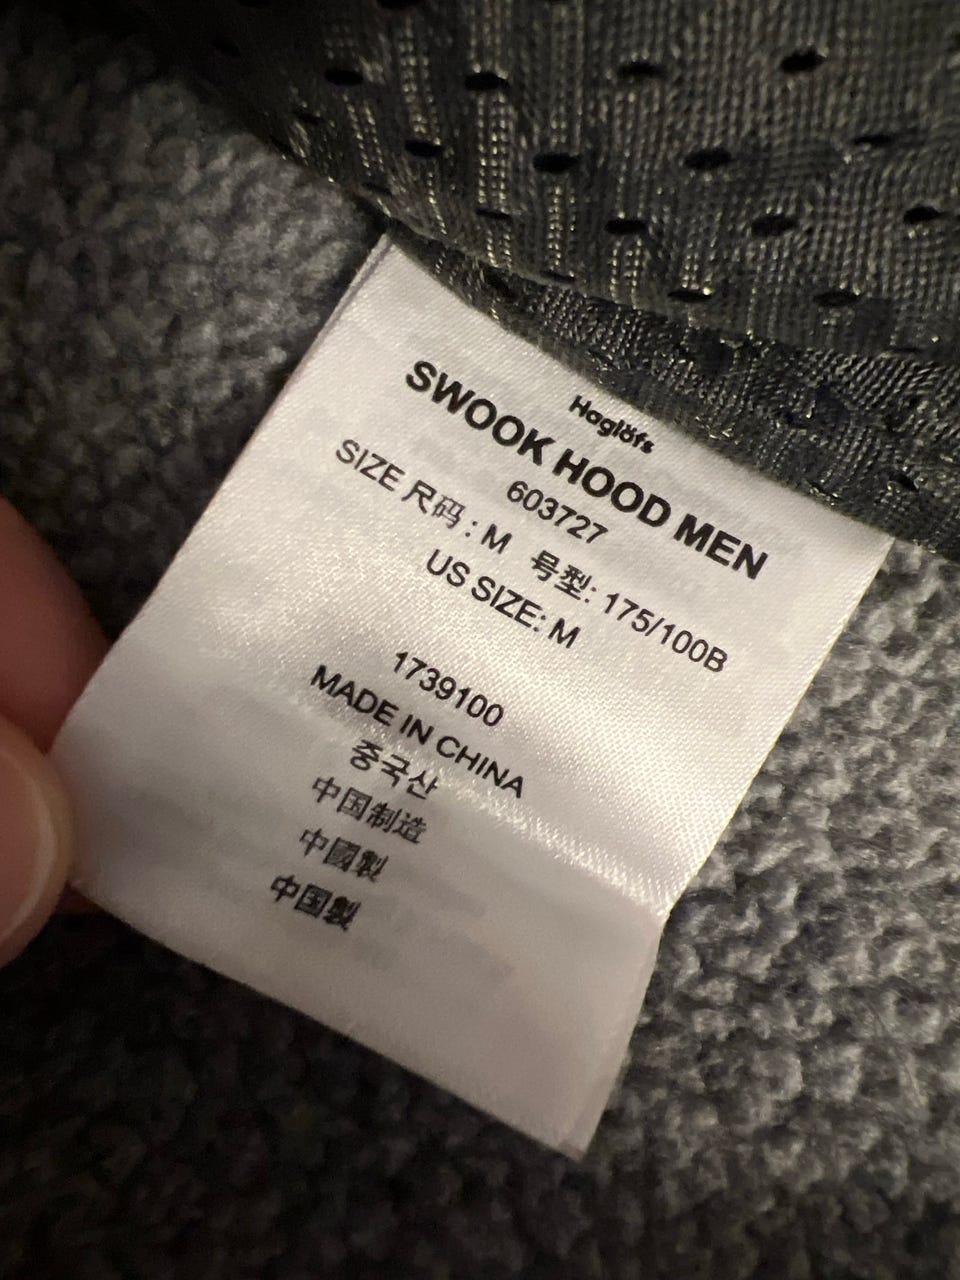 Haglöfs
SWOOK HOOD MEN
603727
SIZE 尺码 : M 号型: 175/100B
US SIZE: M
1739100
MADE IN CHINA
중국산
中国制造
中國製
中国製